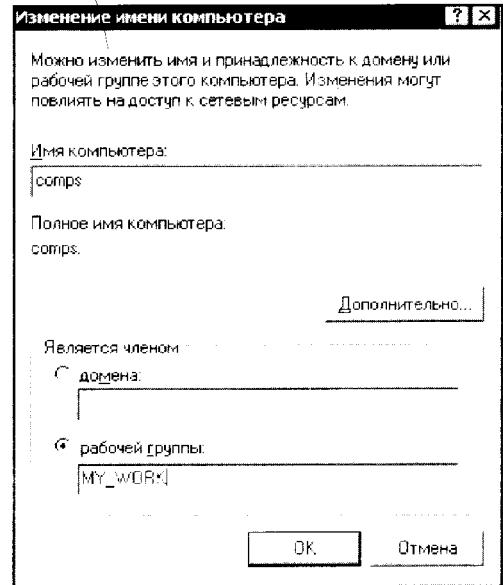 Изменение имени компьютера
Можно изменить имя и принадлежность к домену или
рабочей группе этого компьютера. Изменения могут
повлиять на доступ к сетевым ресурсам.
Имя компьютера:
comps
Полное имя компьютера:
comps.
Дополнительно...
Является членом
домена:
рабочей группы:
MY_WORK
ОК
Отмена